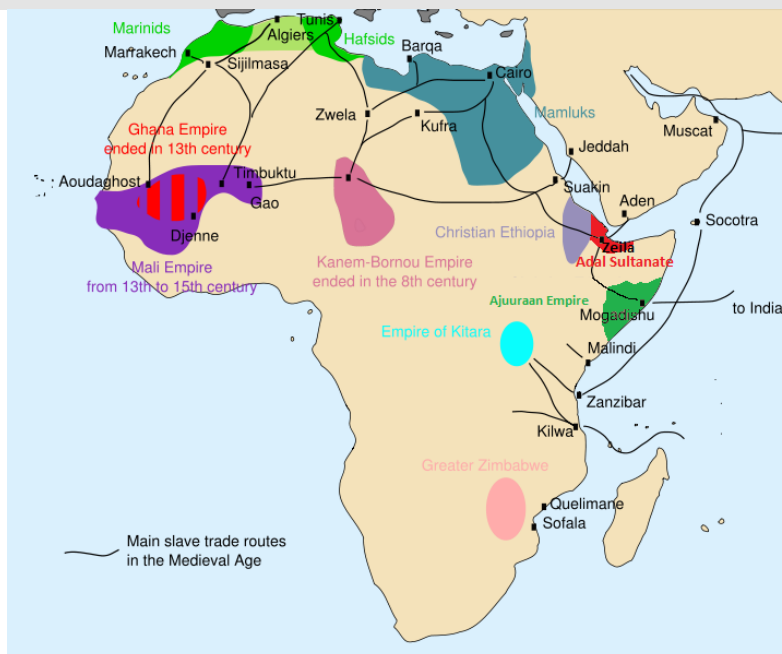 Marinids
Tunis
Algiers
Hafsids
Marrakech
Barqa
Sijilmasa
Cairo
Zwela
Kufra
Mamluks
Ghana Empire
ended in 13th century
Muscat
Jeddah
Aoudaghost
Timbuktu
Suakin
Gao
Aden
Djenne
Socotra
Christian Ethiopia
Zeila
Adal Sultanate
Mali Empire
from 13th to 15th century
Kanem-Bornou Empire
ended in the 8th century
Ajuuraan Empire
Mogadishu
to India
Empire of Kitara
Malindi
Zanzibar
Kilwa
Greater Zimbabwe
Quelimane
Sofala
Main slave trade routes
in the Medieval Age